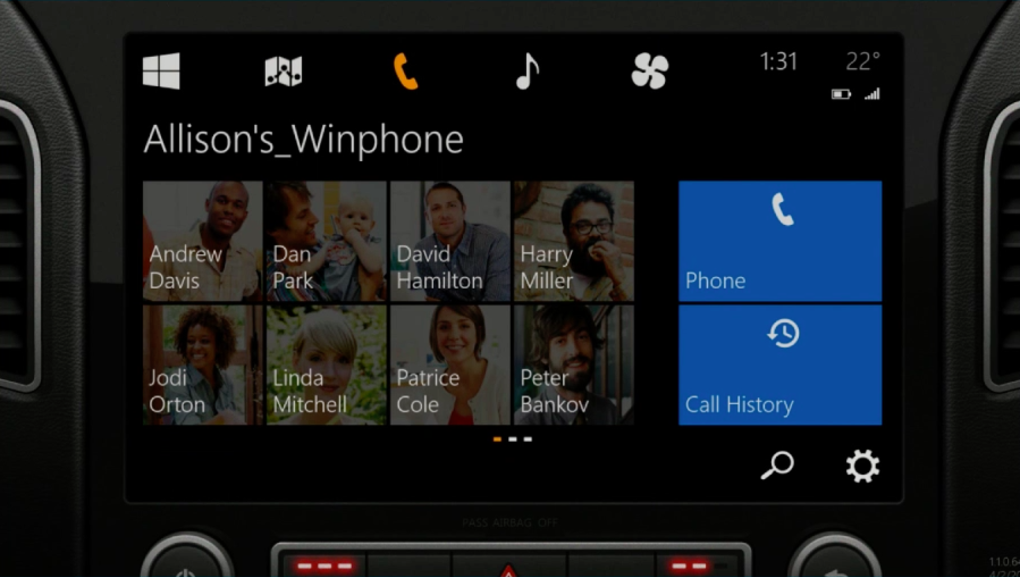 1:31
22°
Allison's_Winphone
Andrew
Davis
Dan
Park
David
Hamilton
Harry
Miller
Phone
Jodi
Orton
Linda
Mitchell
Patrice
Cole
Peter
Bankov
Call History
PASS AIRBAG OFF